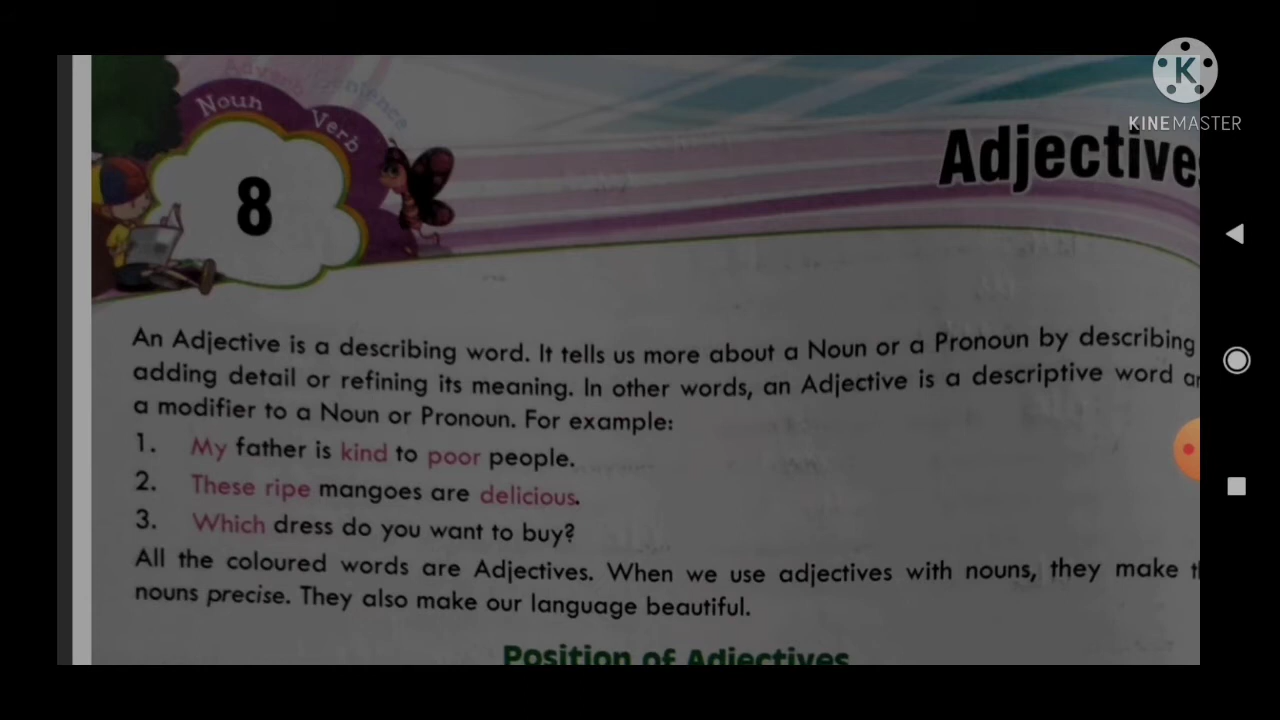 Noun
Verb
KINEMASTER
8
Adjective
An Adjective is a describing word. It tells us more about a Noun or a Pronoun by describing
adding detail or refining its meaning. In other words, an Adjective is a descriptive word
a modifier to a Noun or Pronoun. For example:
1. My father is kind to poor people.
2. These ripe mangoes are delicious.
3. Which dress do you want to buy?
All the coloured words are Adjectives. When we use adjectives with nouns, they make
nouns precise. They also make our language beautiful.
Position of Adjectives